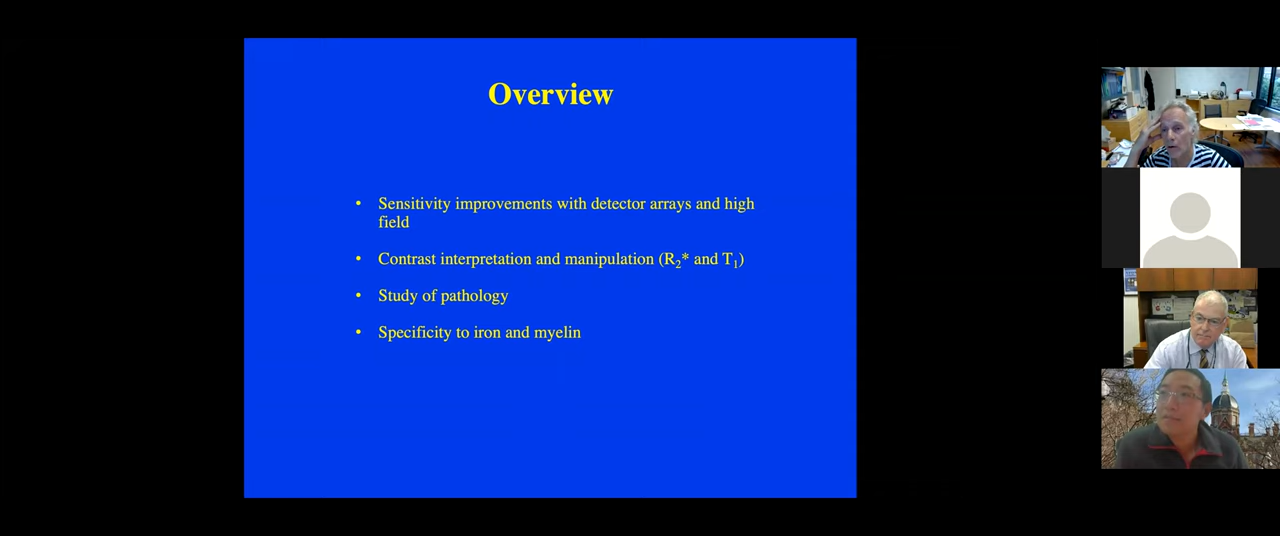 Overview
• Sensitivity improvements with detector arrays and high
field
• Contrast interpretation and manipulation (R₂* and T₁)
• Study of pathology
• Specificity to iron and myelin